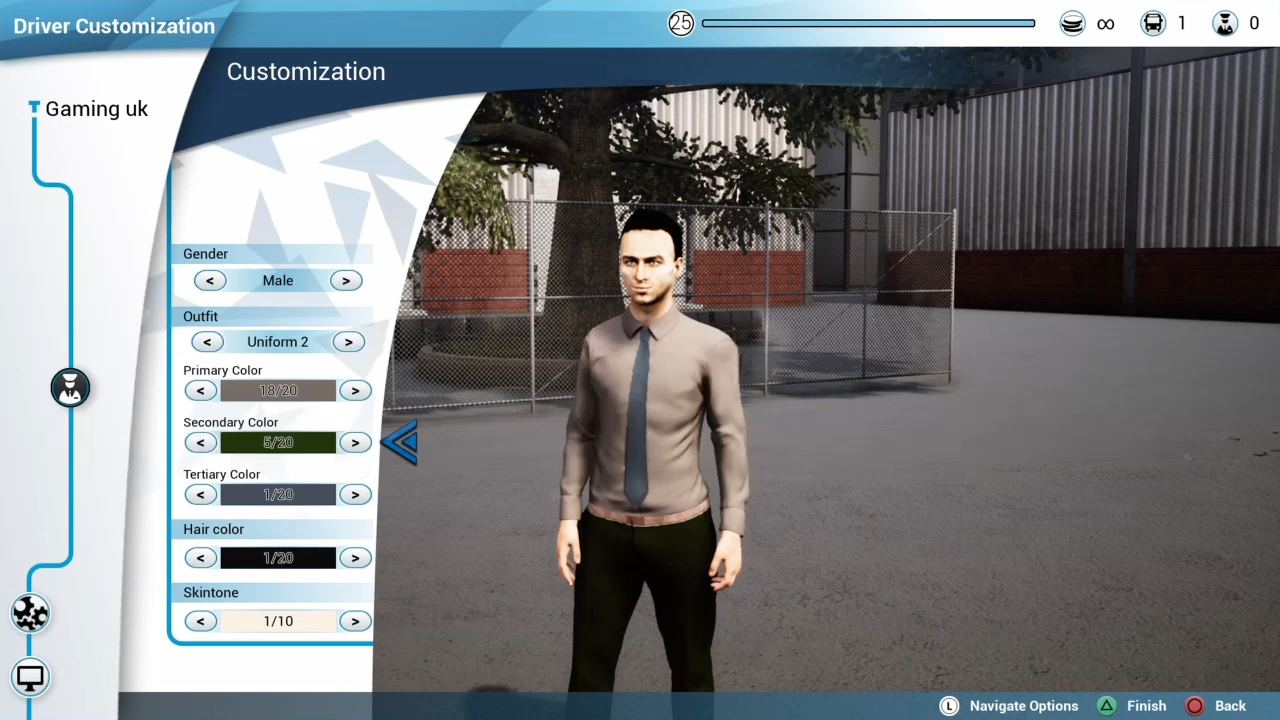 Driver Customization
25
∞
1
0
Customization
Gaming uk
Gender
< Male >
Outfit
< Uniform 2 >
Primary Color
< 18/20 >
Secondary Color
< 5/20 >
Tertiary Color
< 1/20 >
Hair color
< 1/20 >
Skintone
< 1/10 >
L Navigate Options Finish Back